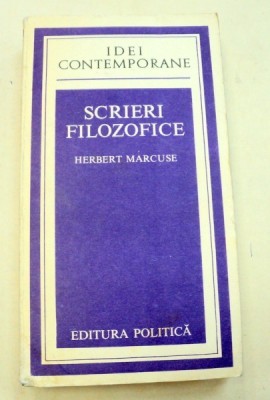 IDEI
CONTEMPORANE
SCRIERI
FILOZOFICE
HERBERT MARCUSE
EDITURA POLITICĂ